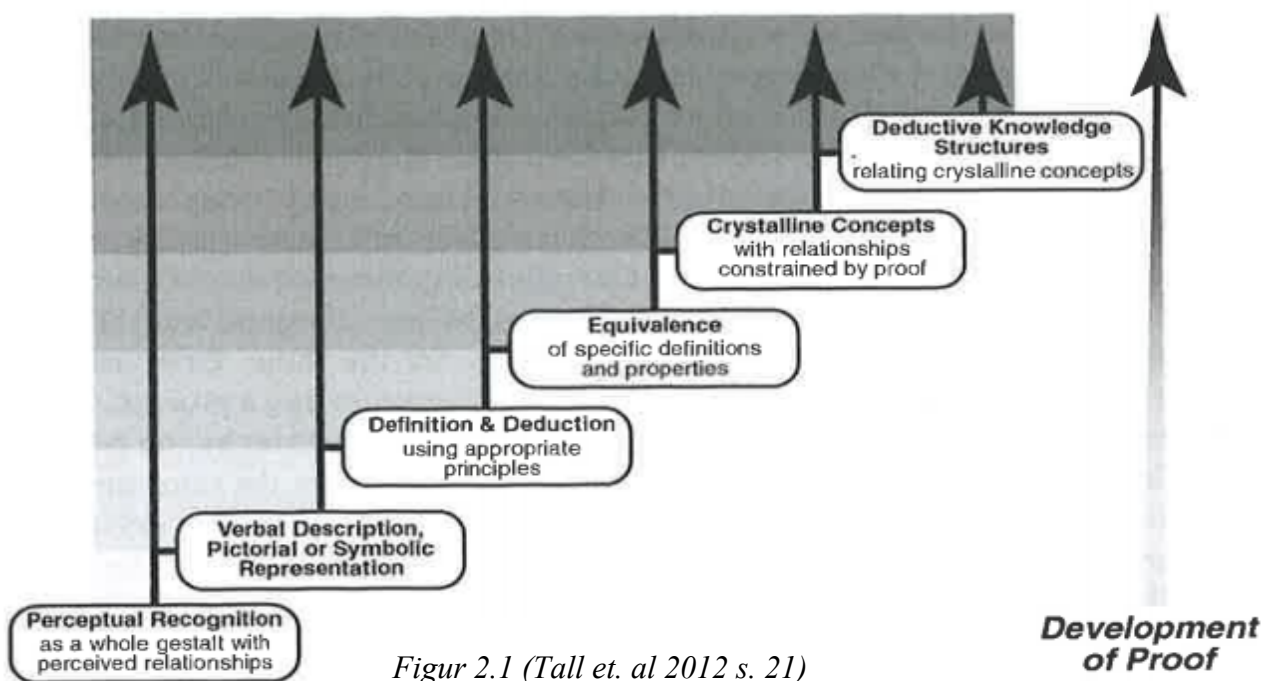 Deductive Knowledge
Structures
relating crystalline concepts
Crystalline Concepts
with relationships
constrained by proof
Equivalence
of specific definitions
and properties
Definition & Deduction
using appropriate
principles
Verbal Description,
Pictorial or Symbolic
Representation
Perceptual Recognition
as a whole gestalt with
perceived relationships
Development
of Proof
Figur 2.1 (Tall et. al 2012 s. 21)